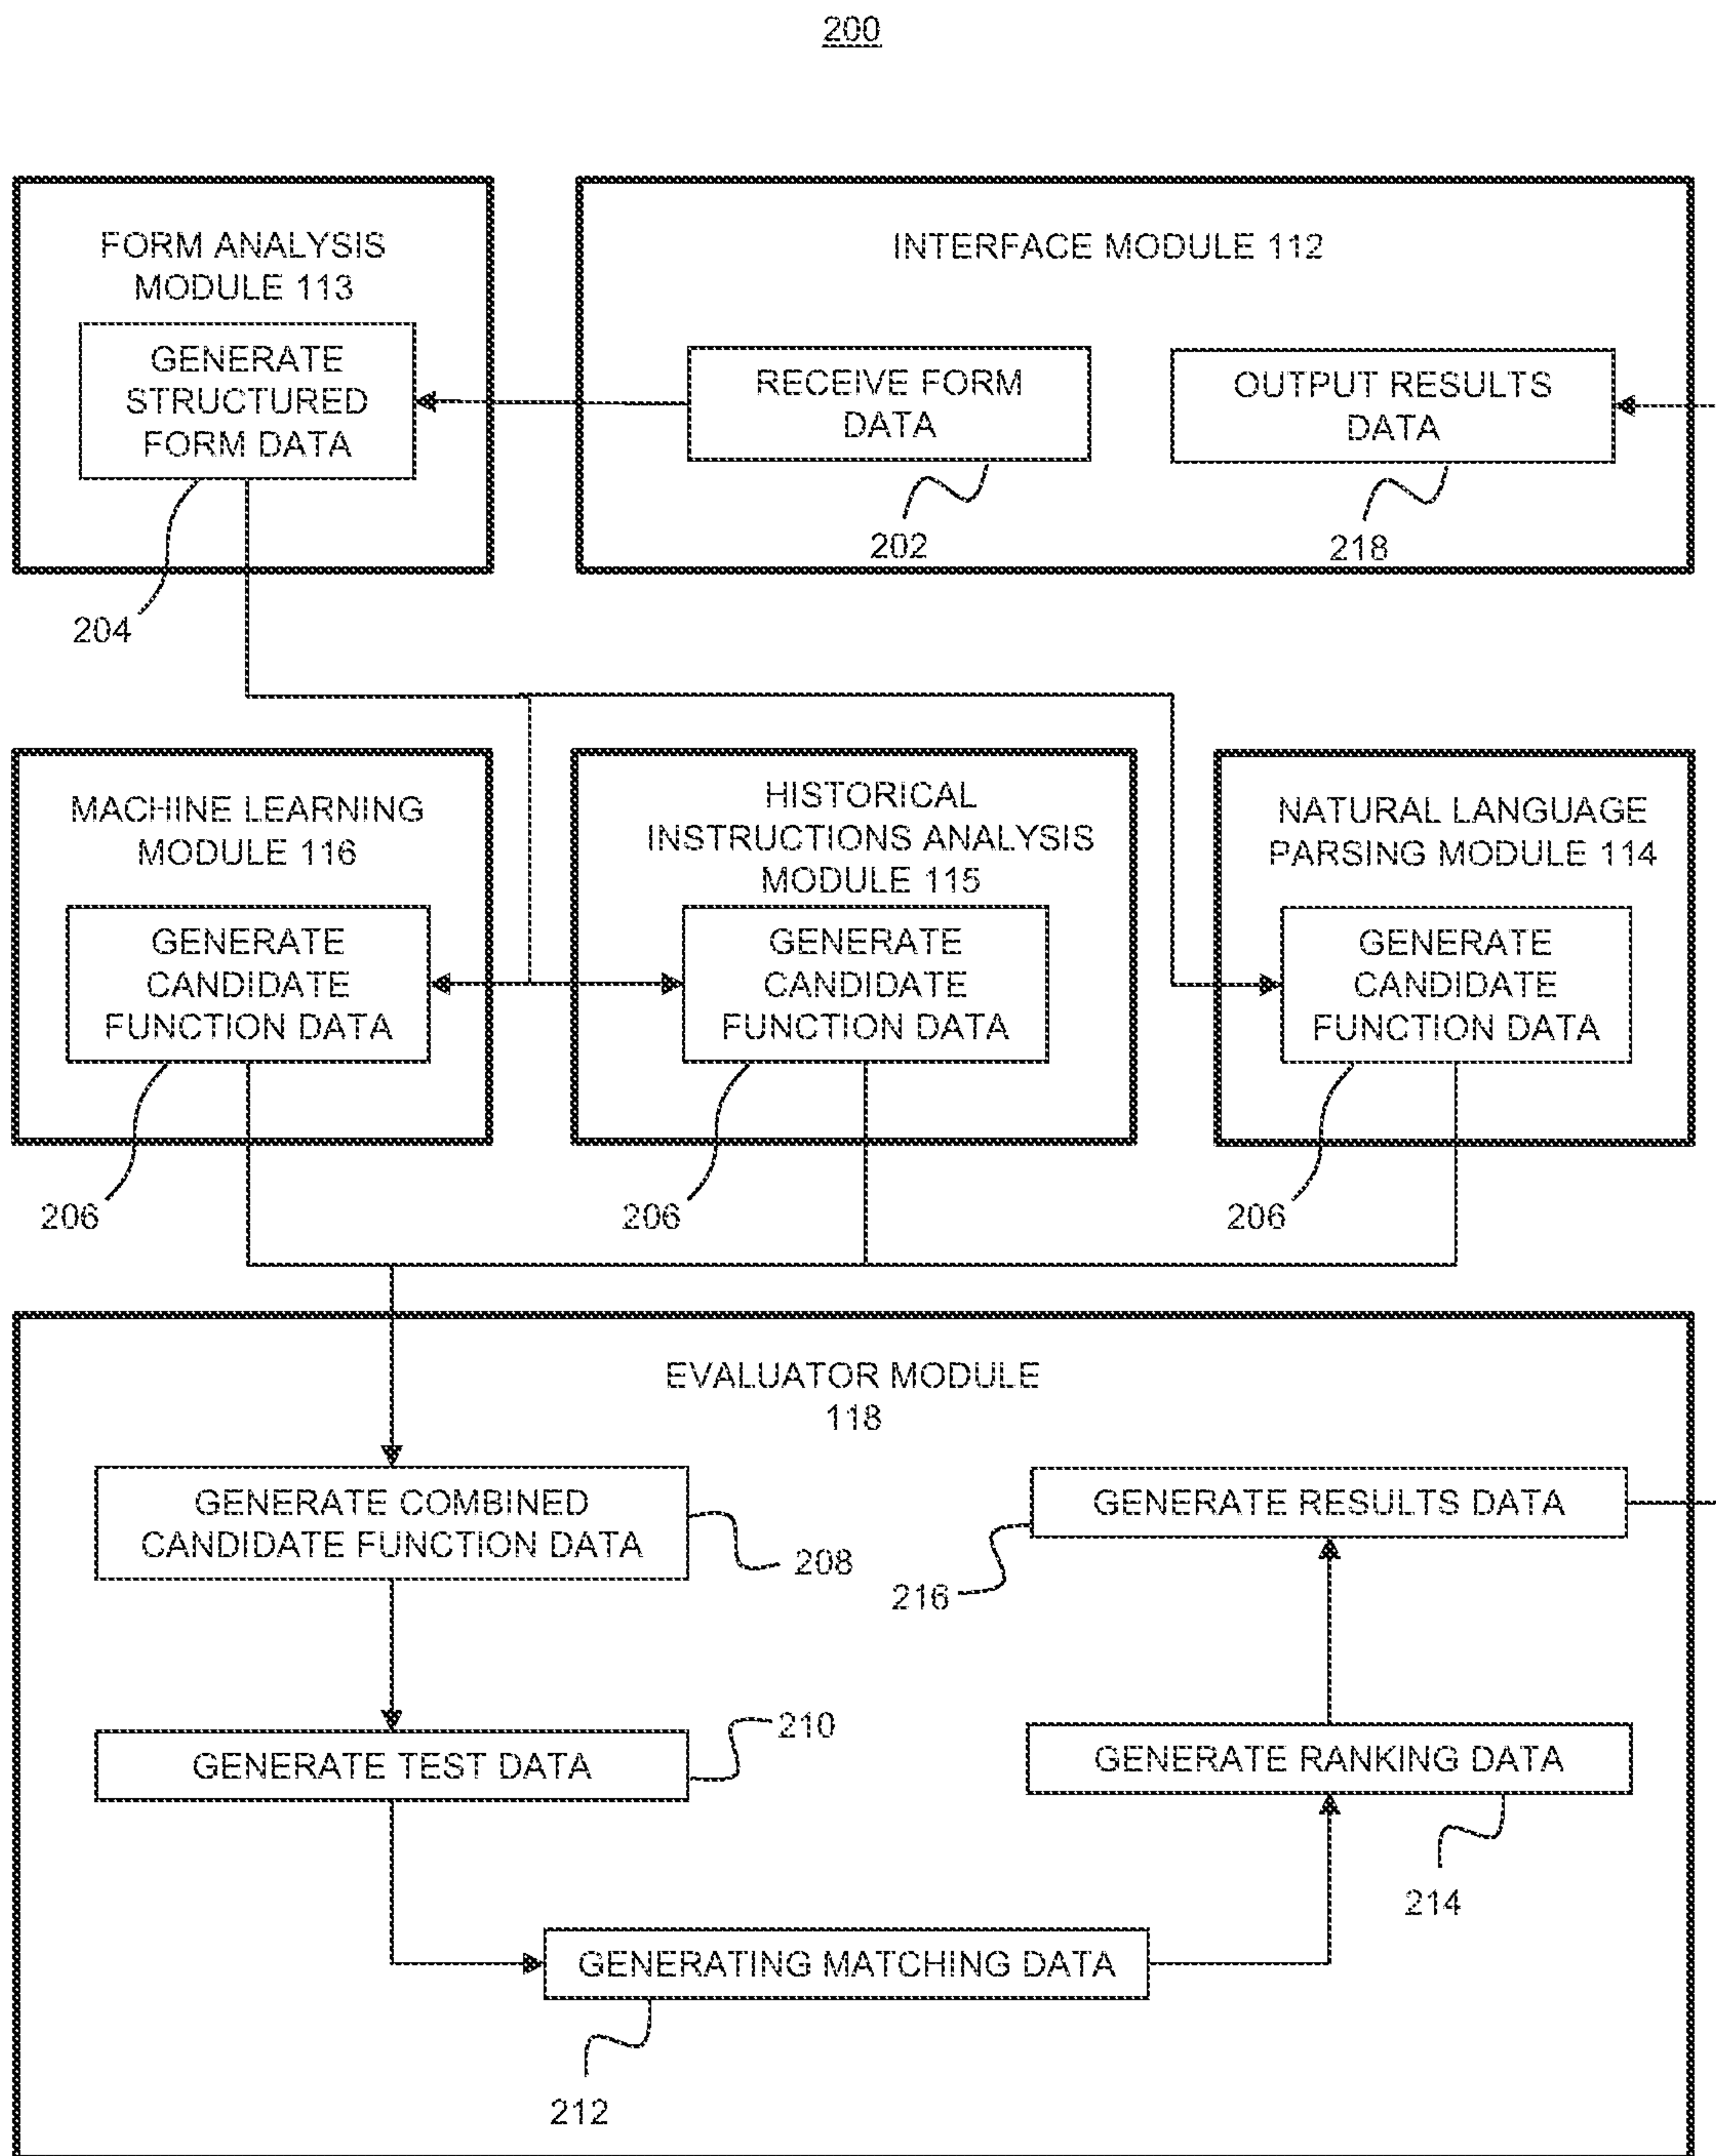 200
FORM ANALYSIS
MODULE 113
GENERATE
STRUCTURED
FORM DATA
204
INTERFACE MODULE 112
RECEIVE FORM
DATA
202
OUTPUT RESULTS
DATA
218
MACHINE LEARNING
MODULE 116
GENERATE
CANDIDATE
FUNCTION DATA
206
HISTORICAL
INSTRUCTIONS ANALYSIS
MODULE 115
GENERATE
CANDIDATE
FUNCTION DATA
206
NATURAL LANGUAGE
PARSING MODULE 114
GENERATE
CANDIDATE
FUNCTION DATA
206
EVALUATOR MODULE
118
GENERATE COMBINED
CANDIDATE FUNCTION DATA
208
GENERATE TEST DATA
210
GENERATING MATCHING DATA
212
GENERATE RANKING DATA
214
GENERATE RESULTS DATA
216